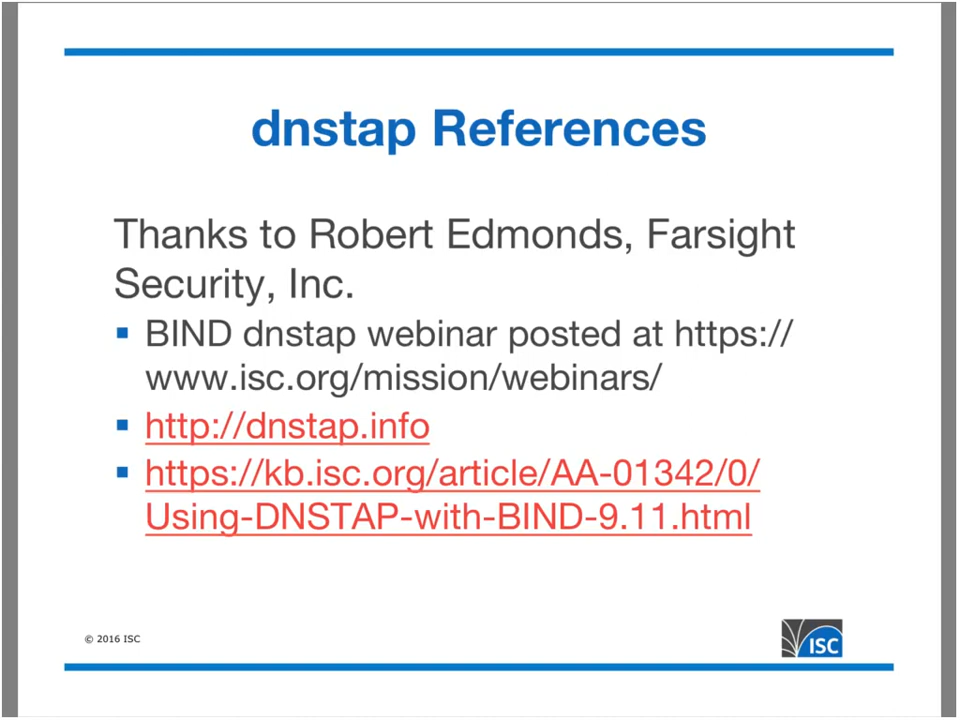 dnstap References
Thanks to Robert Edmonds, Farsight
Security, Inc.
▪ BIND dnstap webinar posted at https://
www.isc.org/mission/webinars/
▪ http://dnstap.info
▪ https://kb.isc.org/article/AA-01342/0/
Using-DNSTAP-with-BIND-9.11.html
© 2016 ISC
ISC